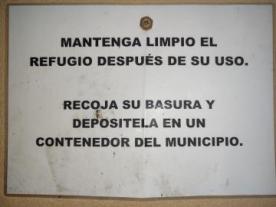 MANTENGA LIMPIO EL
REFUGIO DESPUÉS DE SU USO.
RECOJA SU BASURA Y
DEPOSITELA EN UN
CONTENEDOR DEL MUNICIPIO.